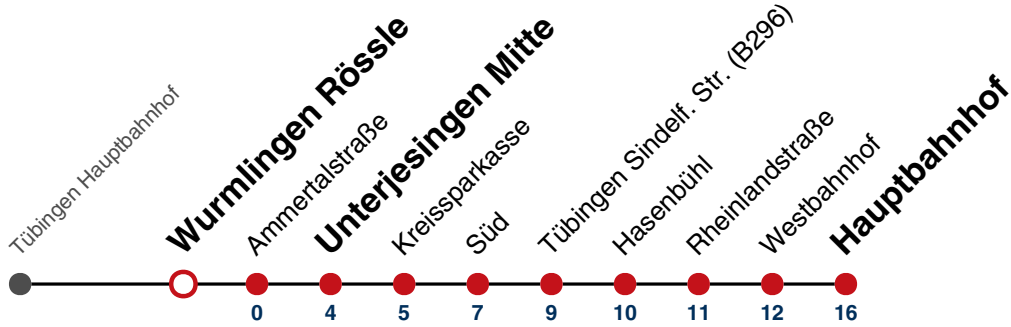 Tübingen Hauptbahnhof
Wurmlingen Rössle
Ammertalstraße
Unterjesingen Mitte
Kreissparkasse
Süd
Tübingen Sindelf. Str. (B296)
Hasenbühl
Rheinlandstraße
Westbahnhof
Hauptbahnhof
0 4 5 7 9 10 11 12 16